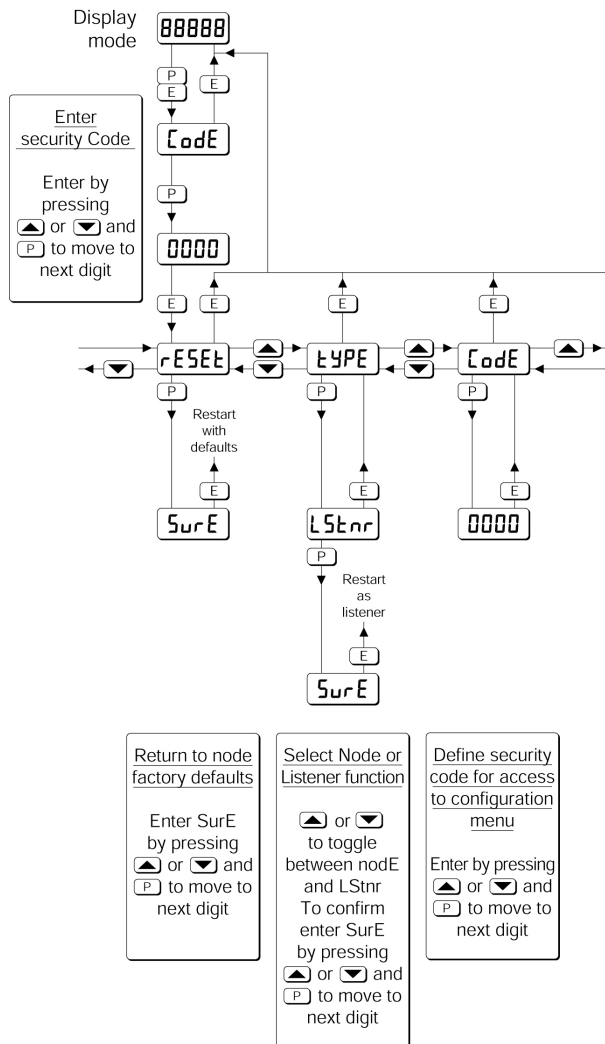 Display
mode
88888
P
E
E
Enter
security Code
Enter by
pressing
▲ or ▼ and
P to move to
next digit
CodE
P
0000
E
E
E
E
▼
rESEt
▲
▼
tYPE
▲
▼
CodE
▲
P
Restart
with
defaults
E
SurE
P
E
LStnr
P
Restart
as
listener
E
SurE
P
E
0000
Return to node
factory defaults
Enter SurE
by pressing
▲ or ▼ and
P to move to
next digit
Select Node or
Listener function
▲ or ▼
to toggle
between nodE
and LStnr
To confirm
enter SurE
by pressing
▲ or ▼ and
P to move to
next digit
Define security
code for access
to configuration
menu
Enter by pressing
▲ or ▼ and
P to move to
next digit